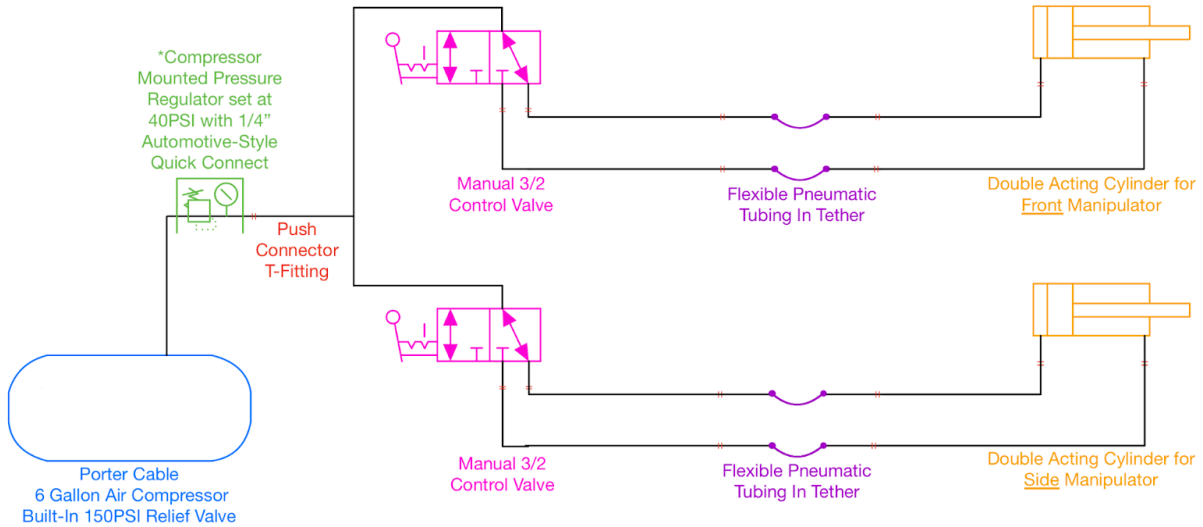 *Compressor
Mounted Pressure
Regulator set at
40PSI with 1/4”
Automotive-Style
Quick Connect
Push
Connector
T-Fitting
Manual 3/2
Control Valve
Flexible Pneumatic
Tubing In Tether
Double Acting Cylinder for
Front Manipulator
Manual 3/2
Control Valve
Flexible Pneumatic
Tubing In Tether
Double Acting Cylinder for
Side Manipulator
Porter Cable
6 Gallon Air Compressor
Built-In 150PSI Relief Valve